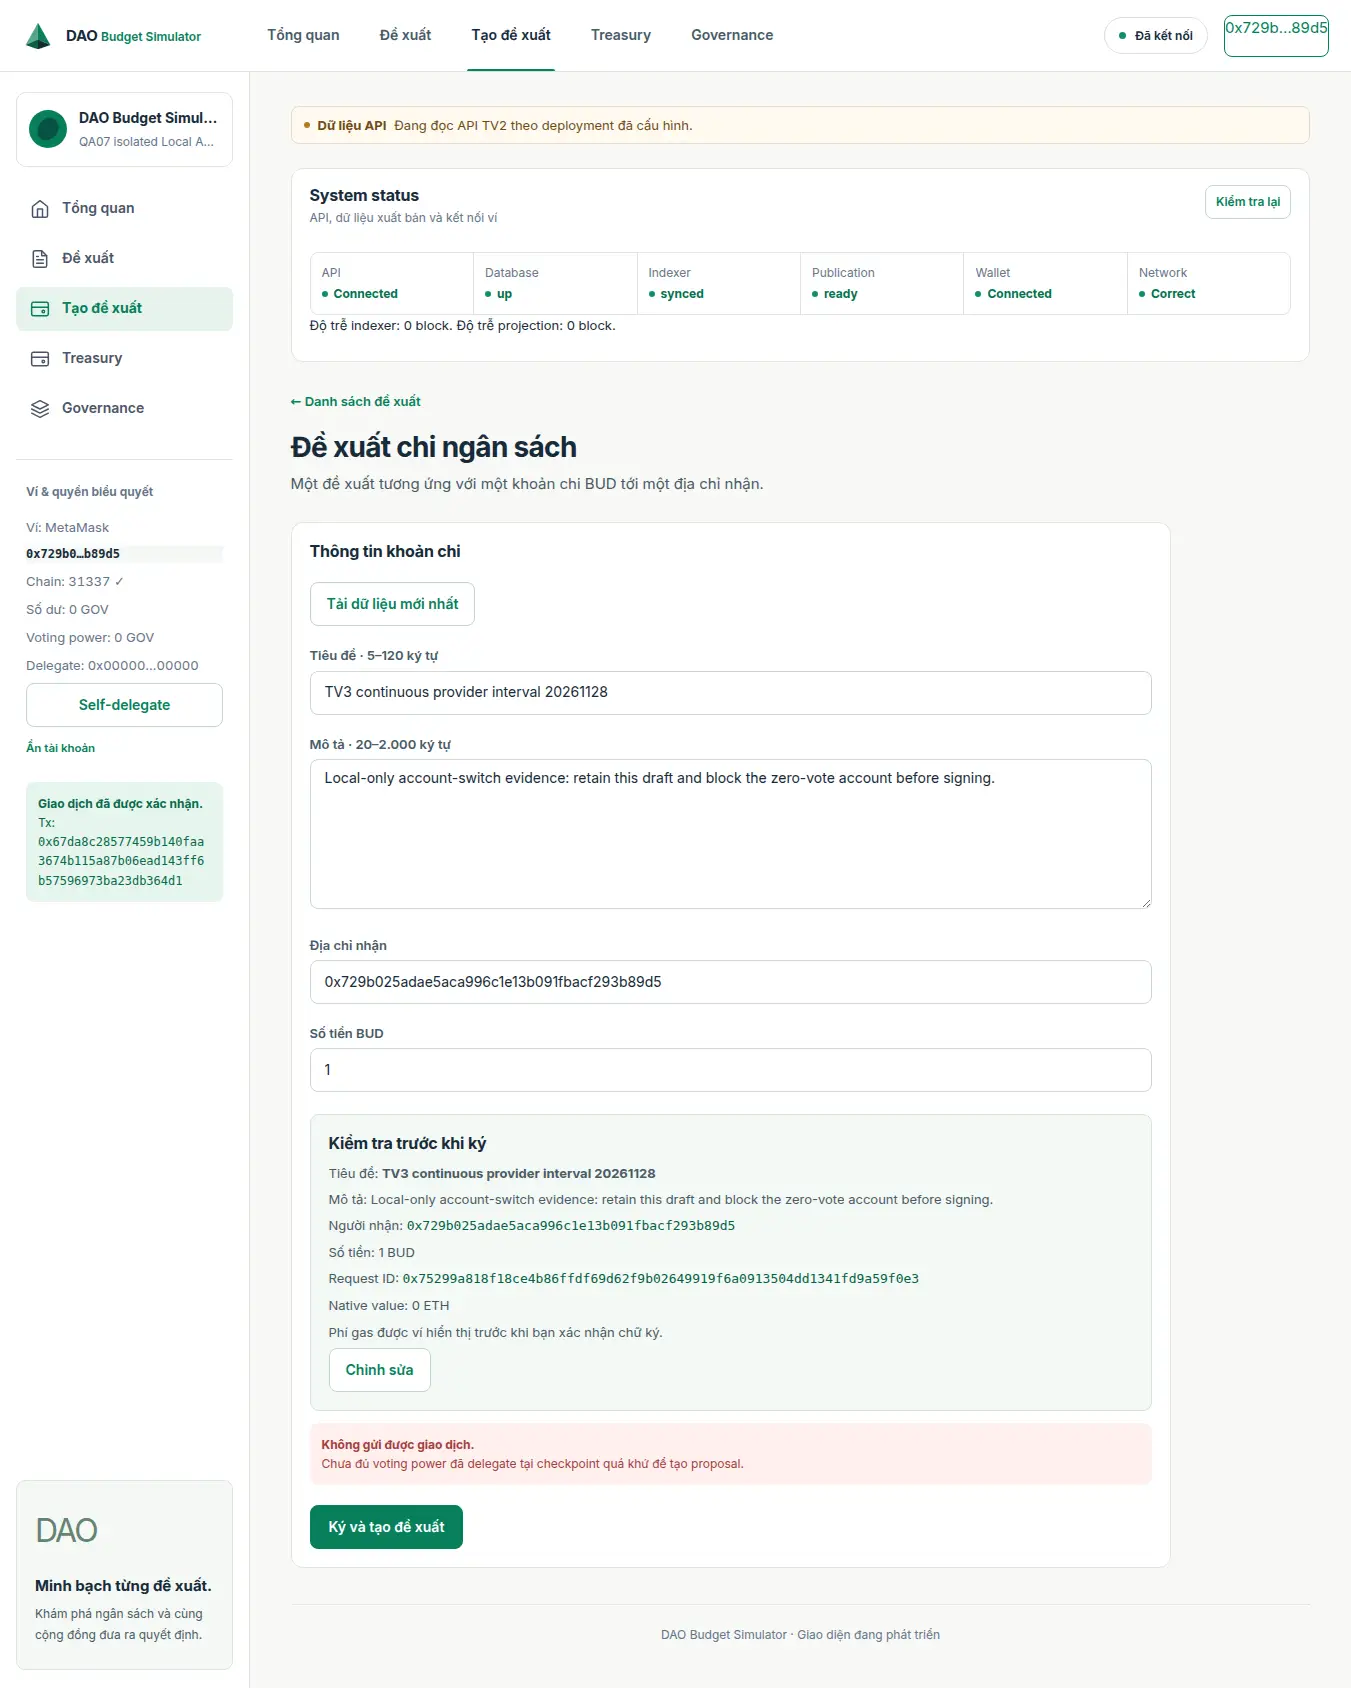 DAO Budget Simulator
Tổng quan
Đề xuất
Tạo đề xuất
Treasury
Governance
Đã kết nối
0x729b...89d5
DAO Budget Simul...
QA07 isolated Local A...
Tổng quan
Đề xuất
Tạo đề xuất
Treasury
Governance
Ví & quyền biểu quyết
Ví: MetaMask
0x729b0…b89d5
Chain: 31337 ✓
Số dư: 0 GOV
Voting power: 0 GOV
Delegate: 0x00000...00000
Self-delegate
Ẩn tài khoản
Giao dịch đã được xác nhận.
Tx:
0x67da8c28577459b140faa
3674b115a87b06ead143ff6
b57596973ba23db364d1
DAO
Minh bạch từng đề xuất.
Khám phá ngân sách và cùng
cộng đồng đưa ra quyết định.
Dữ liệu API Đang đọc API TV2 theo deployment đã cấu hình.
System status
API, dữ liệu xuất bản và kết nối ví
Kiểm tra lại
API
Connected
Database
up
Indexer
synced
Publication
ready
Wallet
Connected
Network
Correct
Độ trễ indexer: 0 block. Độ trễ projection: 0 block.
← Danh sách đề xuất
Đề xuất chi ngân sách
Một đề xuất tương ứng với một khoản chi BUD tới một địa chỉ nhận.
Thông tin khoản chi
Tải dữ liệu mới nhất
Tiêu đề · 5–120 ký tự
TV3 continuous provider interval 20261128
Mô tả · 20–2.000 ký tự
Local-only account-switch evidence: retain this draft and block the zero-vote account before signing.
Địa chỉ nhận
0x729b025adae5aca996c1e13b091fbacf293b89d5
Số tiền BUD
1
Kiểm tra trước khi ký
Tiêu đề: TV3 continuous provider interval 20261128
Mô tả: Local-only account-switch evidence: retain this draft and block the zero-vote account before signing.
Người nhận: 0x729b025adae5aca996c1e13b091fbacf293b89d5
Số tiền: 1 BUD
Request ID: 0x75299a818f18ce4b86ffdf69d62f9b02649919f6a0913504dd1341fd9a59f0e3
Native value: 0 ETH
Phí gas được ví hiển thị trước khi bạn xác nhận chữ ký.
Chỉnh sửa
Không gửi được giao dịch.
Chưa đủ voting power đã delegate tại checkpoint quá khứ để tạo proposal.
Ký và tạo đề xuất
DAO Budget Simulator · Giao diện đang phát triển